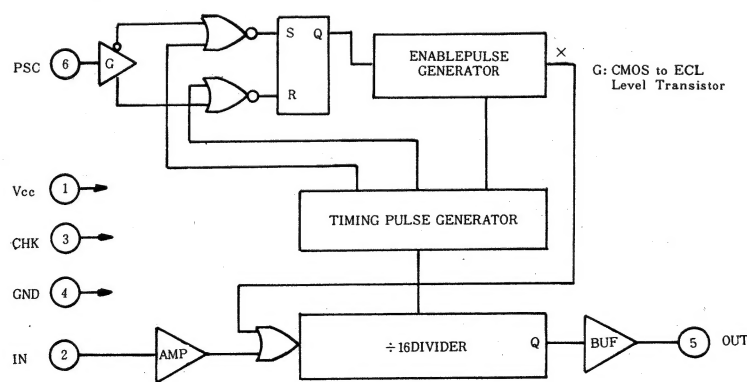 PSC 6 G
S Q
R
ENABLEPULSE
GENERATOR
×
G: CMOS to ECL
Level Transistor
Vcc 1
CHK 3
GND 4
TIMING PULSE GENERATOR
IN 2 AMP
÷16DIVIDER Q
BUF 5 OUT